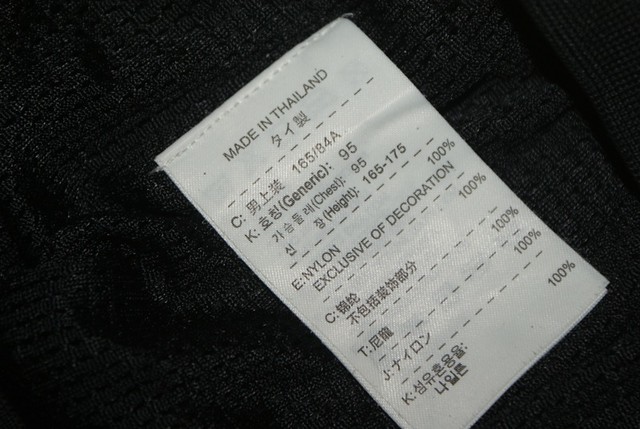 MADE IN THAILAND
タイ製
C: 男上装 165/84A
K: 호칭(Generic): 95
가슴둘레(Chest): 95
신 장(Height): 165-175
E: NYLON 100%
EXCLUSIVE OF DECORATION
C: 锦纶 100%
不包括装饰部分
T: 尼龍 100%
J: ナイロン 100%
K: 섬유혼용율:
나일론 100%